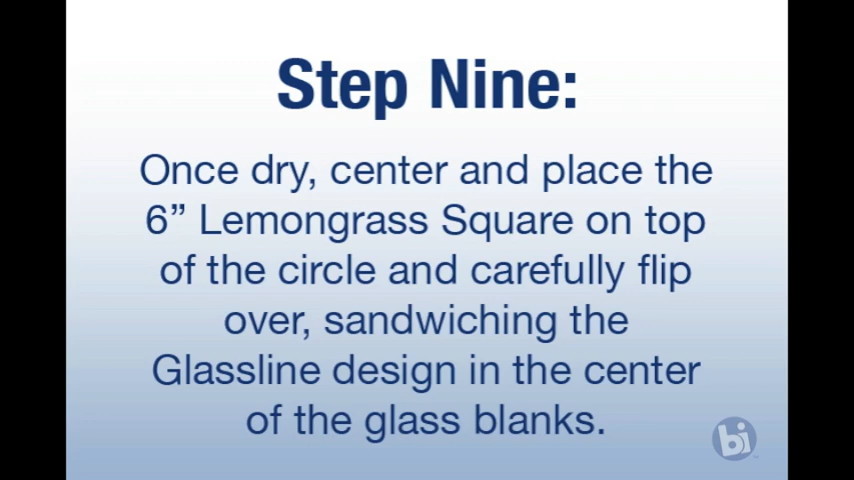 Step Nine:
Once dry, center and place the
6” Lemongrass Square on top
of the circle and carefully flip
over, sandwiching the
Glassline design in the center
of the glass blanks.
bi